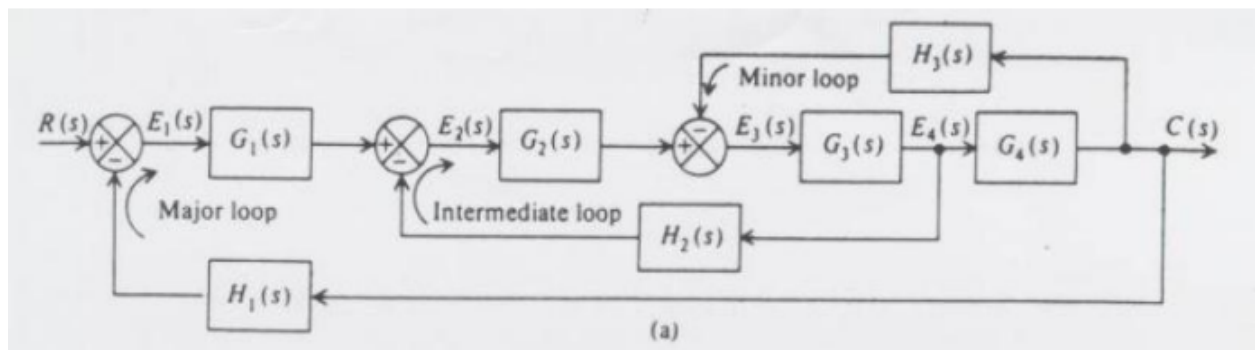 H₃(s)
Minor loop
R(s) E₁(s) G₁(s) E₂(s) G₂(s) E₃(s) G₃(s) E₄(s) G₄(s) C(s)
+ − + − + −
Major loop
Intermediate loop
H₂(s)
H₁(s)
(a)